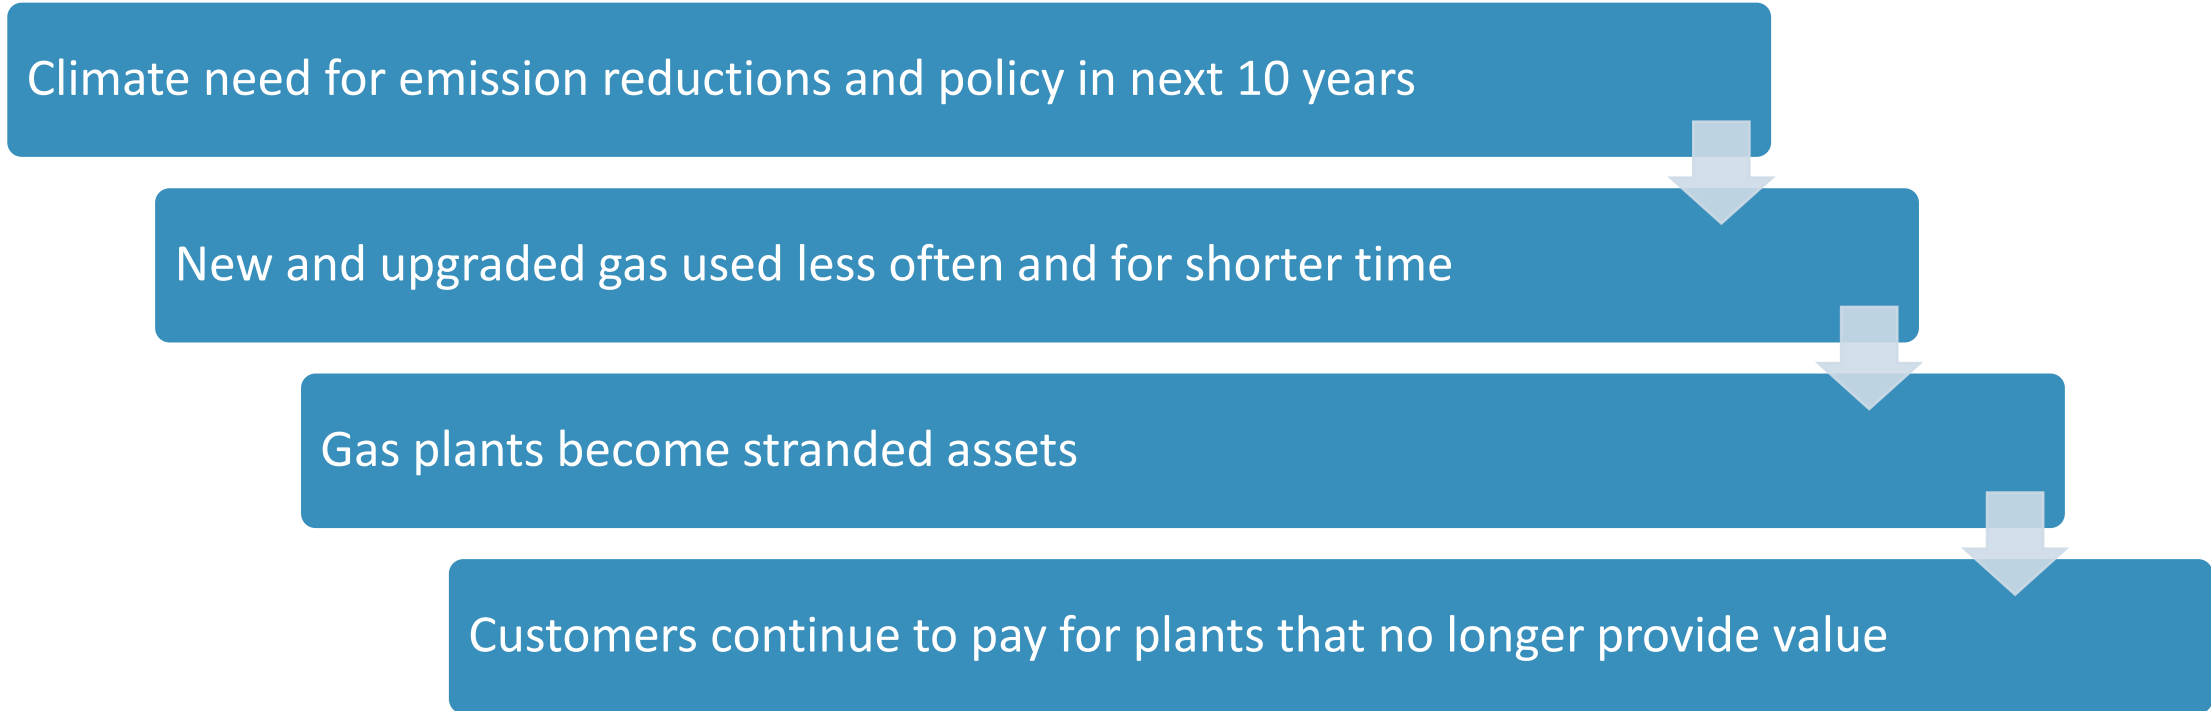 Climate need for emission reductions and policy in next 10 years
New and upgraded gas used less often and for shorter time
Gas plants become stranded assets
Customers continue to pay for plants that no longer provide value